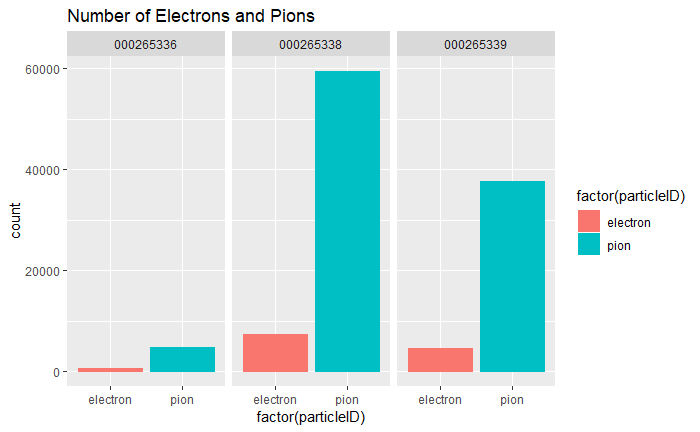 Number of Electrons and Pions
000265336 000265338 000265339
60000
40000
20000
0
count
electron pion electron pion electron pion
factor(particleID)
factor(particleID)
electron
pion